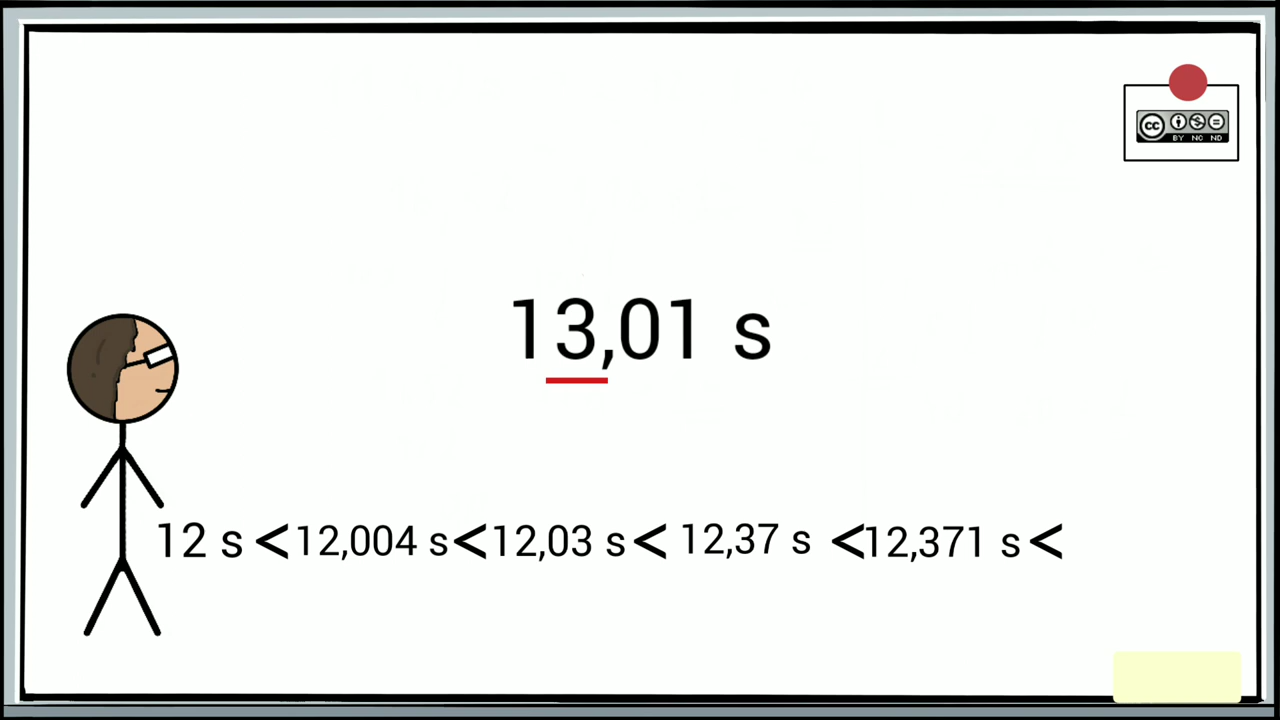 cc
BY NC ND
13,01 s
12 s < 12,004 s < 12,03 s < 12,37 s < 12,371 s <